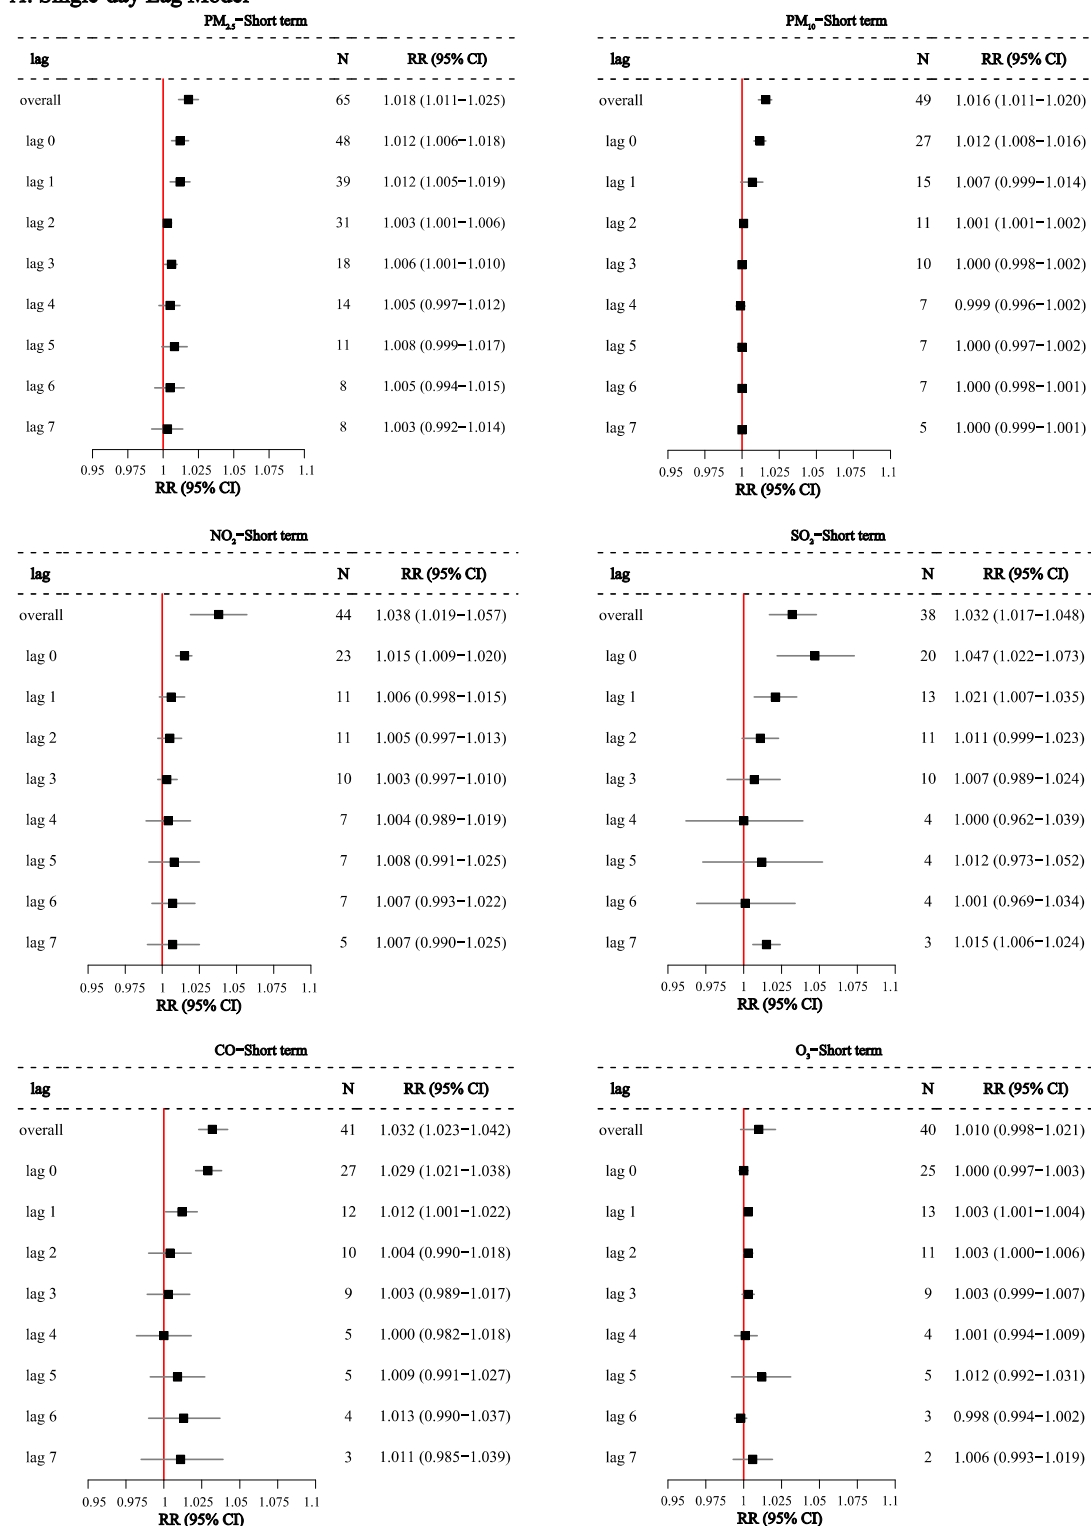 A. Single-day Lag Model
PM2.5-Short term
lag N RR (95% CI)
overall 65 1.018 (1.011-1.025)
lag 0 48 1.012 (1.006-1.018)
lag 1 39 1.012 (1.005-1.019)
lag 2 31 1.003 (1.001-1.006)
lag 3 18 1.006 (1.001-1.010)
lag 4 14 1.005 (0.997-1.012)
lag 5 11 1.008 (0.999-1.017)
lag 6 8 1.005 (0.994-1.015)
lag 7 8 1.003 (0.992-1.014)
0.95 0.975 1 1.025 1.05 1.075 1.1
RR (95% CI)
PM10-Short term
lag N RR (95% CI)
overall 49 1.016 (1.011-1.020)
lag 0 27 1.012 (1.008-1.016)
lag 1 15 1.007 (0.999-1.014)
lag 2 11 1.001 (1.001-1.002)
lag 3 10 1.000 (0.998-1.002)
lag 4 7 0.999 (0.996-1.002)
lag 5 7 1.000 (0.997-1.002)
lag 6 7 1.000 (0.998-1.001)
lag 7 5 1.000 (0.999-1.001)
0.95 0.975 1 1.025 1.05 1.075 1.1
RR (95% CI)
NO2-Short term
lag N RR (95% CI)
overall 44 1.038 (1.019-1.057)
lag 0 23 1.015 (1.009-1.020)
lag 1 11 1.006 (0.998-1.015)
lag 2 11 1.005 (0.997-1.013)
lag 3 10 1.003 (0.997-1.010)
lag 4 7 1.004 (0.989-1.019)
lag 5 7 1.008 (0.991-1.025)
lag 6 7 1.007 (0.993-1.022)
lag 7 5 1.007 (0.990-1.025)
0.95 0.975 1 1.025 1.05 1.075 1.1
RR (95% CI)
SO2-Short term
lag N RR (95% CI)
overall 38 1.032 (1.017-1.048)
lag 0 20 1.047 (1.022-1.073)
lag 1 13 1.021 (1.007-1.035)
lag 2 11 1.011 (0.999-1.023)
lag 3 10 1.007 (0.989-1.024)
lag 4 4 1.000 (0.962-1.039)
lag 5 4 1.012 (0.973-1.052)
lag 6 4 1.001 (0.969-1.034)
lag 7 3 1.015 (1.006-1.024)
0.95 0.975 1 1.025 1.05 1.075 1.1
RR (95% CI)
CO-Short term
lag N RR (95% CI)
overall 41 1.032 (1.023-1.042)
lag 0 27 1.029 (1.021-1.038)
lag 1 12 1.012 (1.001-1.022)
lag 2 10 1.004 (0.990-1.018)
lag 3 9 1.003 (0.989-1.017)
lag 4 5 1.000 (0.982-1.018)
lag 5 5 1.009 (0.991-1.027)
lag 6 4 1.013 (0.990-1.037)
lag 7 3 1.011 (0.985-1.039)
0.95 0.975 1 1.025 1.05 1.075 1.1
RR (95% CI)
O3-Short term
lag N RR (95% CI)
overall 40 1.010 (0.998-1.021)
lag 0 25 1.000 (0.997-1.003)
lag 1 13 1.003 (1.001-1.004)
lag 2 11 1.003 (1.000-1.006)
lag 3 9 1.003 (0.999-1.007)
lag 4 4 1.001 (0.994-1.009)
lag 5 5 1.012 (0.992-1.031)
lag 6 3 0.998 (0.994-1.002)
lag 7 2 1.006 (0.993-1.019)
0.95 0.975 1 1.025 1.05 1.075 1.1
RR (95% CI)